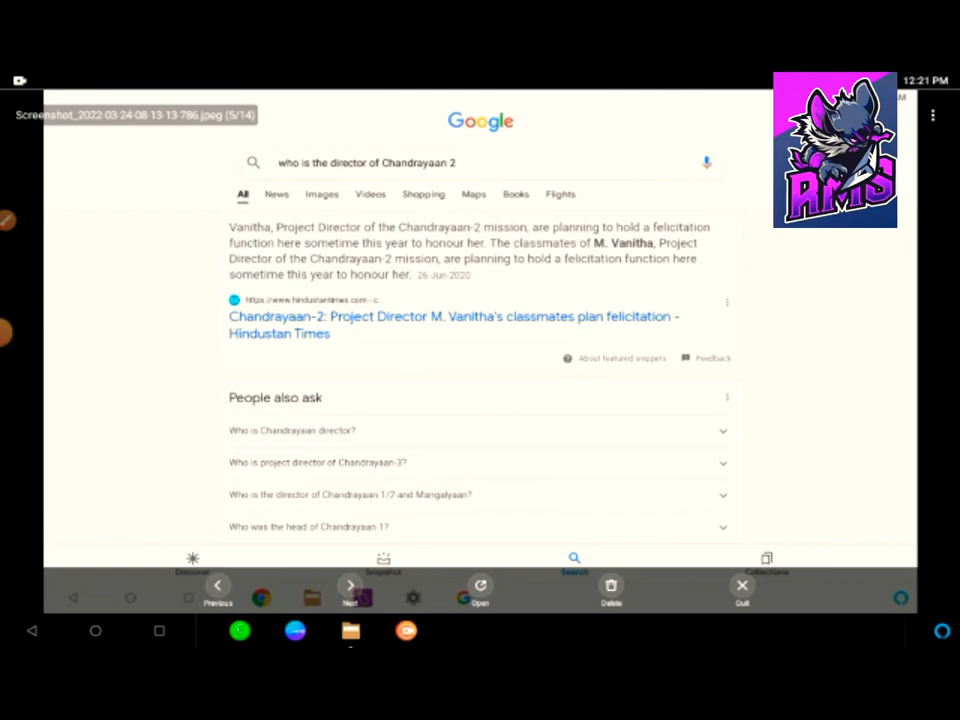 12:21 PM
Screenshot_2022-03-24-08-13-13-786.jpeg (5/14)
Google
RMS
who is the director of Chandrayaan 2
All News Images Videos Shopping Maps Books Flights
Vanitha, Project Director of the Chandrayaan-2 mission, are planning to hold a felicitation
function here sometime this year to honour her. The classmates of M. Vanitha, Project
Director of the Chandrayaan-2 mission, are planning to hold a felicitation function here
sometime this year to honour her. 26-Jun-2020
https://www.hindustantimes.com › c...
Chandrayaan-2: Project Director M. Vanitha's classmates plan felicitation -
Hindustan Times
About featured snippets Feedback
People also ask
Who is Chandrayaan director?
Who is project director of Chandrayaan-3?
Who is the director of Chandrayaan 1/2 and Mangalyaan?
Who was the head of Chandrayaan 1?
Discover Snapshot Search Collections
Previous Next Open Delete Quit